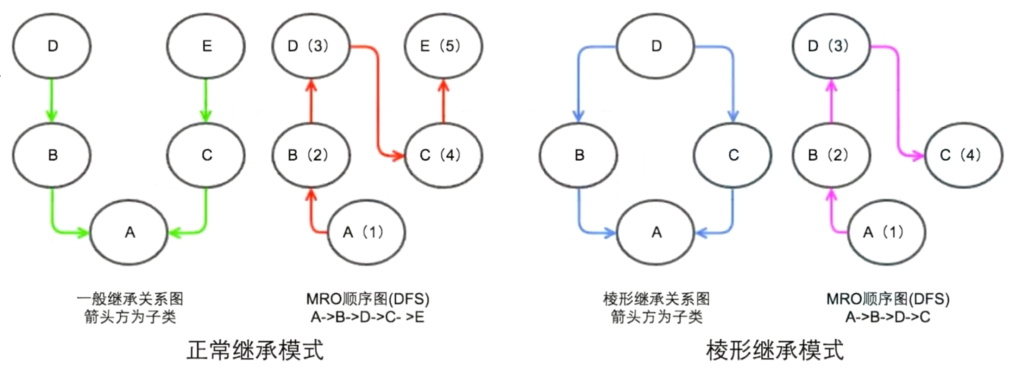 D
E
B
C
A
一般继承关系图
箭头方为子类
D（3）
E（5）
B（2）
C（4）
A（1）
MRO顺序图(DFS)
A->B->D->C- >E
正常继承模式
D
B
C
A
棱形继承关系图
箭头方为子类
D（3）
B（2）
C（4）
A（1）
MRO顺序图(DFS)
A->B->D->C
棱形继承模式